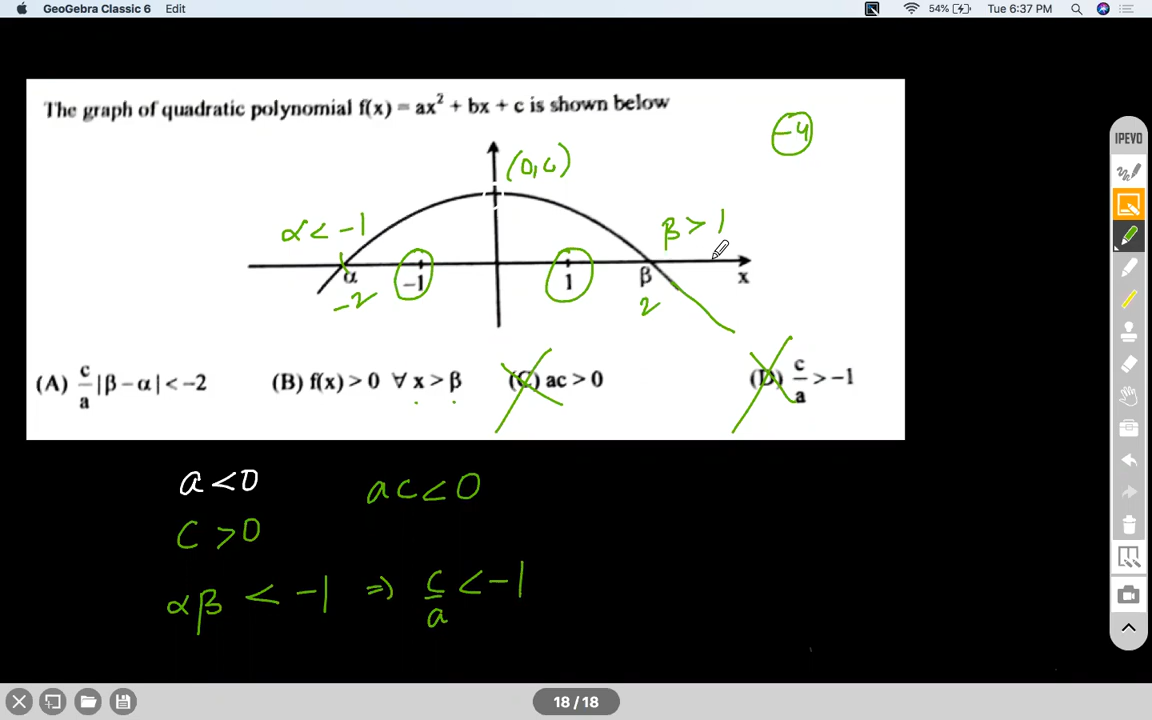 GeoGebra Classic 6 Edit 54% Tue 6:37 PM
The graph of quadratic polynomial f(x) = ax² + bx + c is shown below
-4
(0, c)
α < -1
β > 1
α -1 1 β x
-2 2
(A) c/a |β – α| < –2 (B) f(x) > 0 ∀ x > β (C) ac > 0 (D) c/a > –1
a < 0 ac < 0
c > 0
αβ < -1 ⇒ c/a < -1
IPEVO
18 / 18